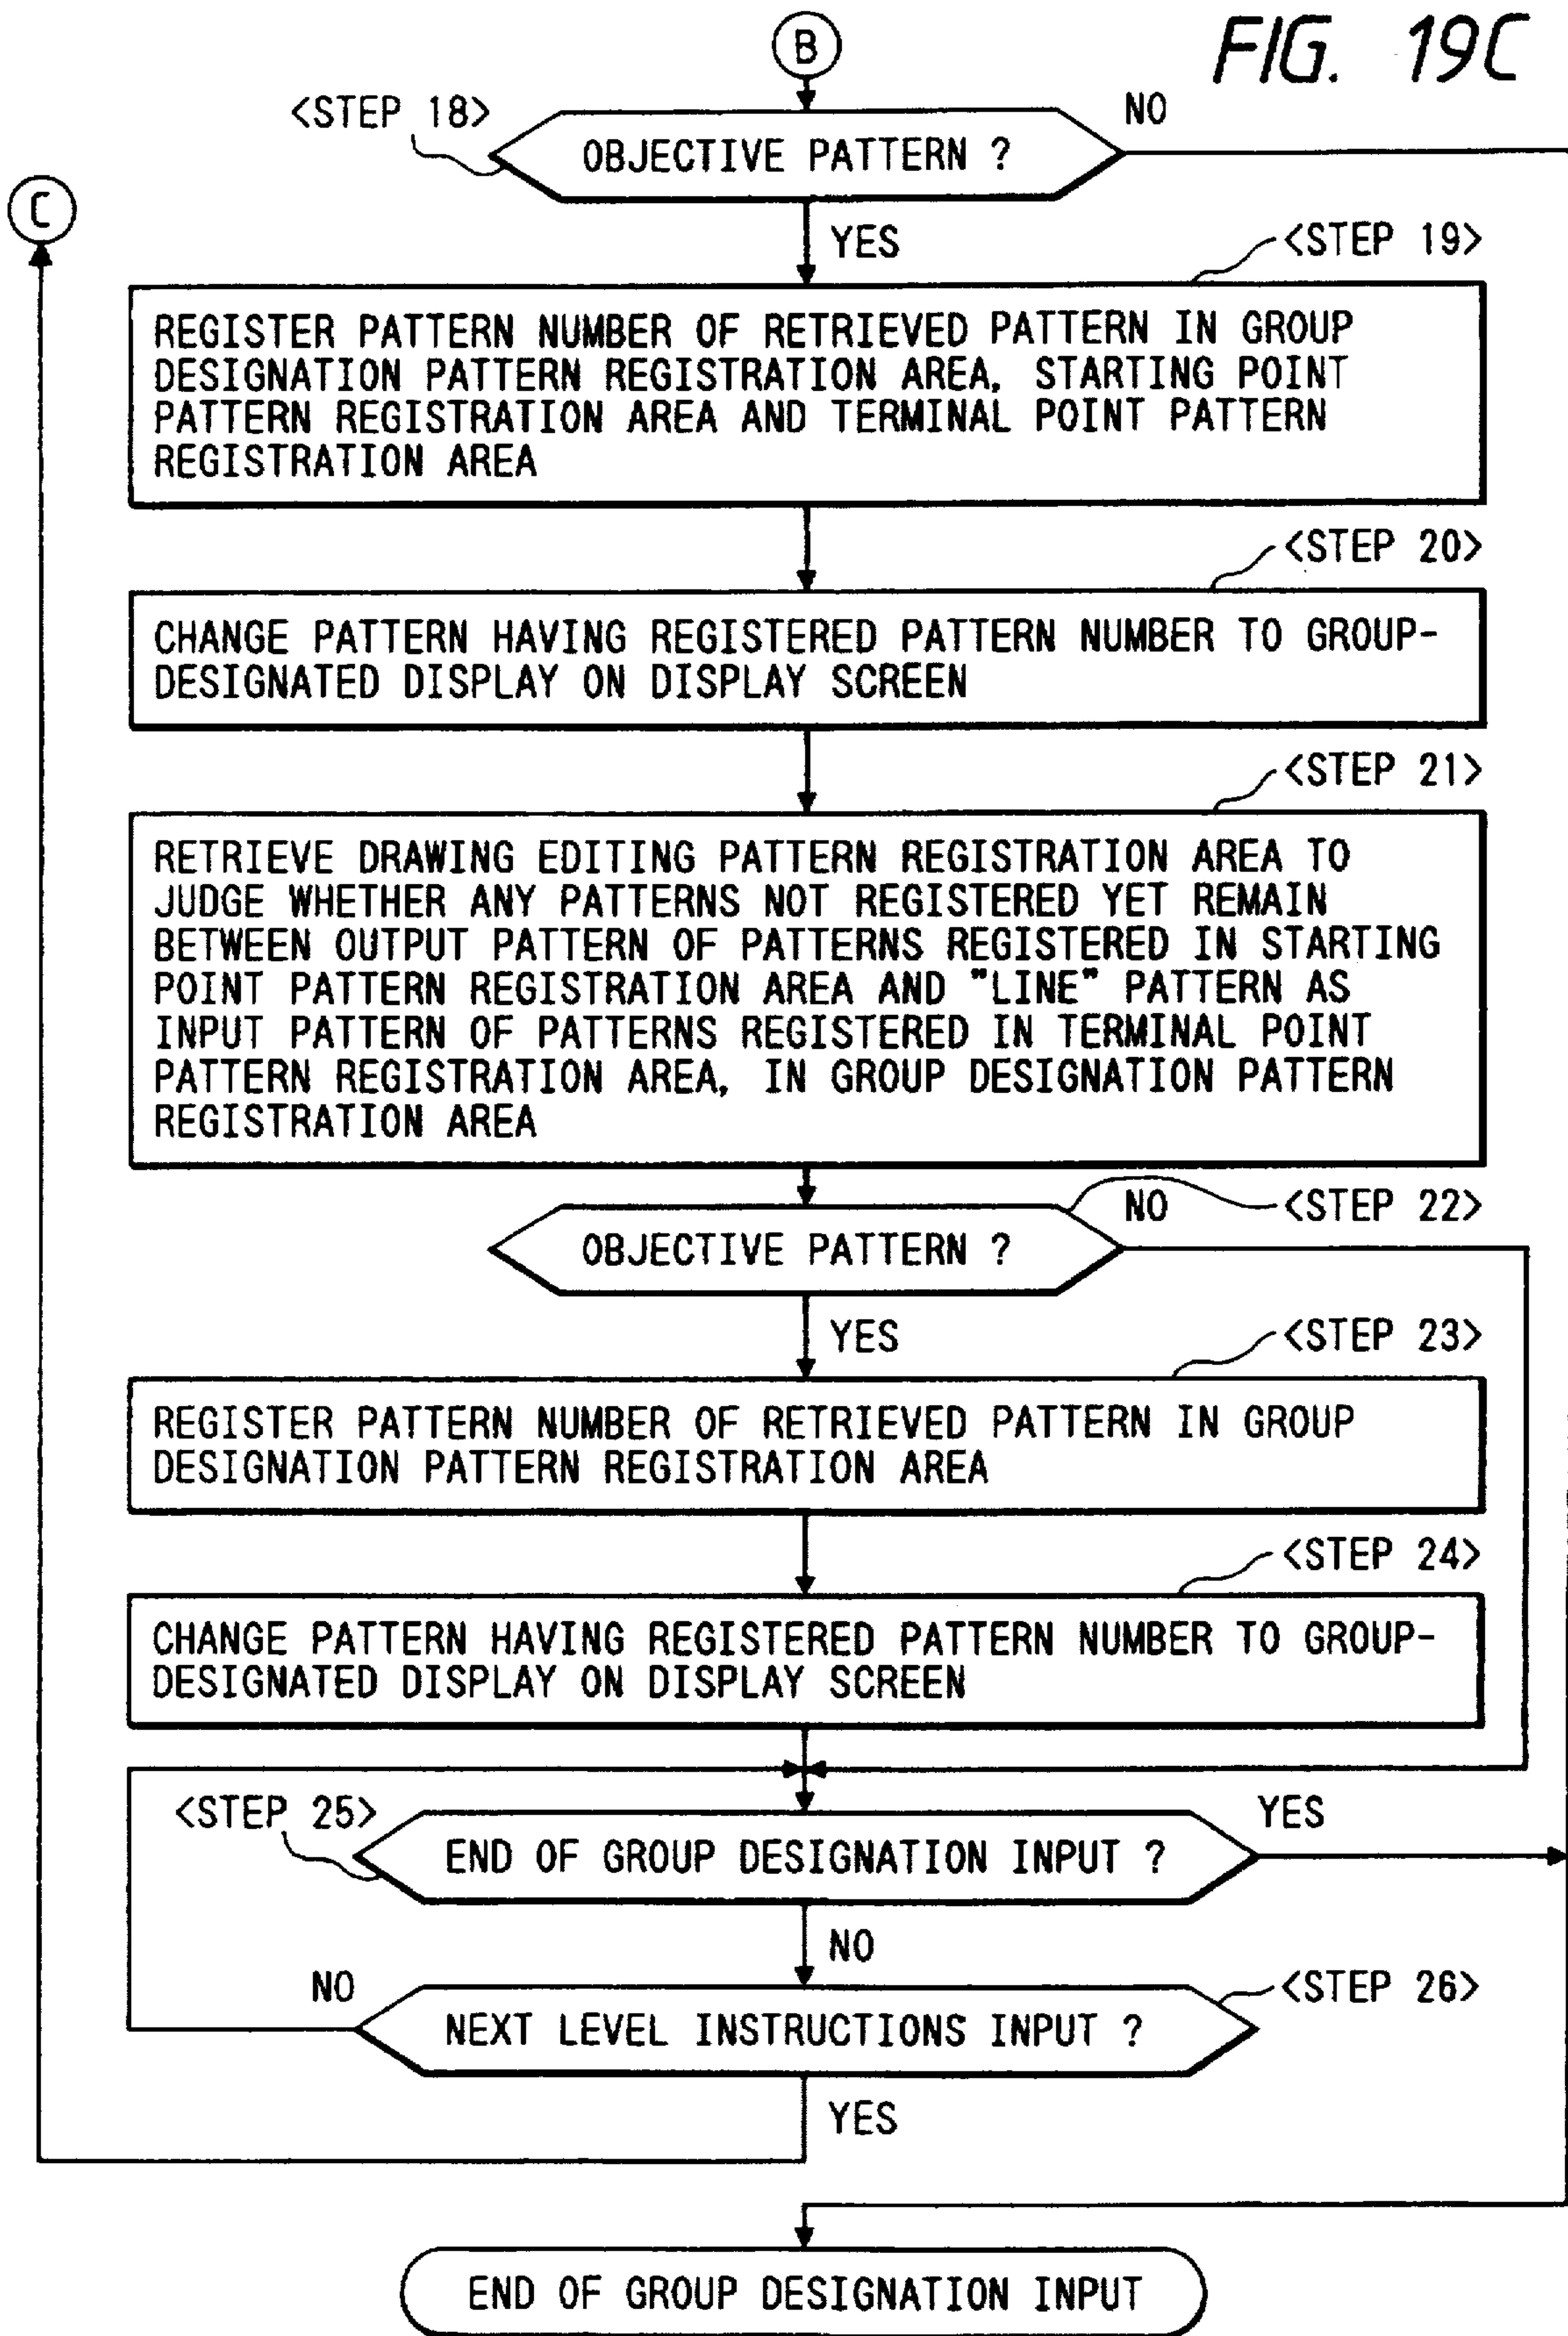 FIG. 19C
B
<STEP 18>
NO
OBJECTIVE PATTERN ?
C
YES
<STEP 19>
REGISTER PATTERN NUMBER OF RETRIEVED PATTERN IN GROUP
DESIGNATION PATTERN REGISTRATION AREA, STARTING POINT
PATTERN REGISTRATION AREA AND TERMINAL POINT PATTERN
REGISTRATION AREA
<STEP 20>
CHANGE PATTERN HAVING REGISTERED PATTERN NUMBER TO GROUP-
DESIGNATED DISPLAY ON DISPLAY SCREEN
<STEP 21>
RETRIEVE DRAWING EDITING PATTERN REGISTRATION AREA TO
JUDGE WHETHER ANY PATTERNS NOT REGISTERED YET REMAIN
BETWEEN OUTPUT PATTERN OF PATTERNS REGISTERED IN STARTING
POINT PATTERN REGISTRATION AREA AND "LINE" PATTERN AS
INPUT PATTERN OF PATTERNS REGISTERED IN TERMINAL POINT
PATTERN REGISTRATION AREA, IN GROUP DESIGNATION PATTERN
REGISTRATION AREA
NO
<STEP 22>
OBJECTIVE PATTERN ?
YES
<STEP 23>
REGISTER PATTERN NUMBER OF RETRIEVED PATTERN IN GROUP
DESIGNATION PATTERN REGISTRATION AREA
<STEP 24>
CHANGE PATTERN HAVING REGISTERED PATTERN NUMBER TO GROUP-
DESIGNATED DISPLAY ON DISPLAY SCREEN
<STEP 25>
YES
END OF GROUP DESIGNATION INPUT ?
NO
NO
<STEP 26>
NEXT LEVEL INSTRUCTIONS INPUT ?
YES
END OF GROUP DESIGNATION INPUT